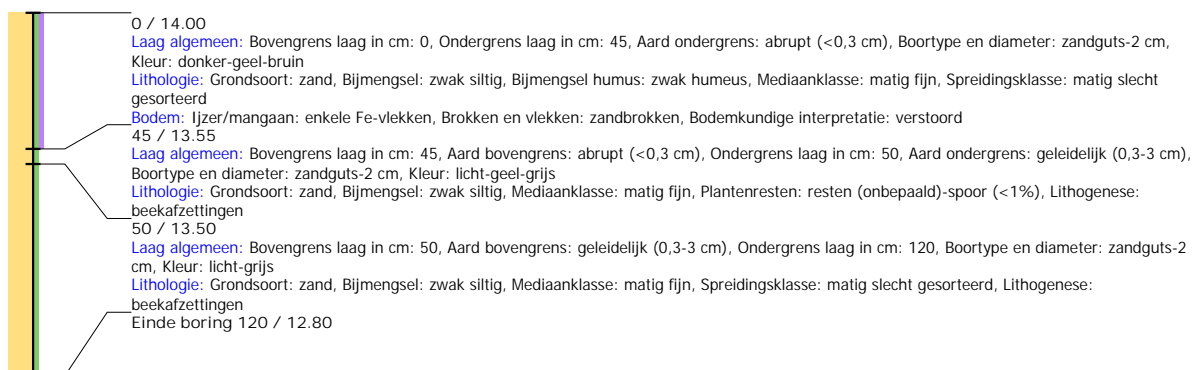 0 / 14.00
Laag algemeen: Bovengrens laag in cm: 0, Ondergrens laag in cm: 45, Aard ondergrens: abrupt (<0,3 cm), Boortype en diameter: zandguts-2 cm,
Kleur: donker-geel-bruin
Lithologie: Grondsoort: zand, Bijmengsel: zwak siltig, Bijmengsel humus: zwak humeus, Mediaanklasse: matig fijn, Spreidingsklasse: matig slecht
gesorteerd
Bodem: Ijzer/mangaan: enkele Fe-vlekken, Brokken en vlekken: zandbrokken, Bodemkundige interpretatie: verstoord
45 / 13.55
Laag algemeen: Bovengrens laag in cm: 45, Aard bovengrens: abrupt (<0,3 cm), Ondergrens laag in cm: 50, Aard ondergrens: geleidelijk (0,3-3 cm),
Boortype en diameter: zandguts-2 cm, Kleur: licht-geel-grijs
Lithologie: Grondsoort: zand, Bijmengsel: zwak siltig, Mediaanklasse: matig fijn, Plantenresten: resten (onbepaald)-spoor (<1%), Lithogenese:
beekafzettingen
50 / 13.50
Laag algemeen: Bovengrens laag in cm: 50, Aard bovengrens: geleidelijk (0,3-3 cm), Ondergrens laag in cm: 120, Boortype en diameter: zandguts-2
cm, Kleur: licht-grijs
Lithologie: Grondsoort: zand, Bijmengsel: zwak siltig, Mediaanklasse: matig fijn, Spreidingsklasse: matig slecht gesorteerd, Lithogenese:
beekafzettingen
Einde boring 120 / 12.80